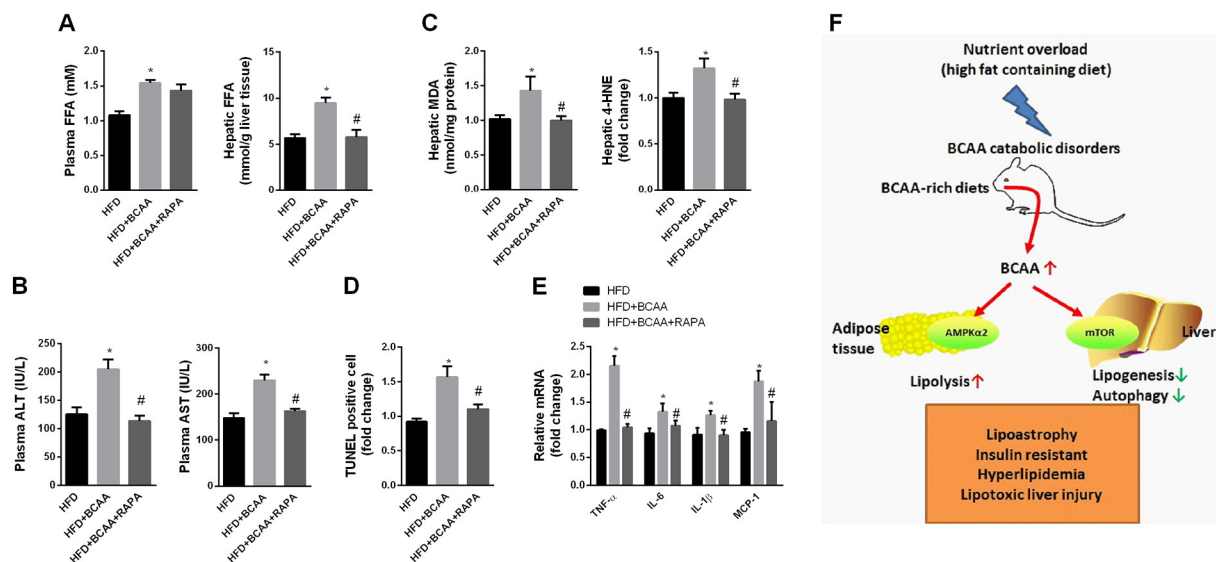 A
Plasma FFA (mM)
2.0
1.5
1.0
0.5
0.0
HFD
HFD+BCAA
HFD+BCAA+RAPA
*
Hepatic FFA
(mmol/g liver tissue)
15
10
5
0
HFD
HFD+BCAA
HFD+BCAA+RAPA
*
#
C
Hepatic MDA
(nmol/mg protein)
2.0
1.5
1.0
0.5
0.0
HFD
HFD+BCAA
HFD+BCAA+RAPA
*
#
Hepatic 4-HNE
(fold change)
1.5
1.0
0.5
0.0
HFD
HFD+BCAA
HFD+BCAA+RAPA
*
#
B
Plasma ALT (IU/L)
250
200
150
100
50
0
HFD
HFD+BCAA
HFD+BCAA+RAPA
*
#
Plasma AST (IU/L)
300
200
100
0
HFD
HFD+BCAA
HFD+BCAA+RAPA
*
#
D
TUNEL positive cell
(fold change)
2.0
1.5
1.0
0.5
0.0
HFD
HFD+BCAA
HFD+BCAA+RAPA
*
#
E
HFD
HFD+BCAA
HFD+BCAA+RAPA
Relative mRNA
(fold change)
2.5
2.0
1.5
1.0
0.5
0.0
TNF-α
IL-6
IL-1β
MCP-1
*
#
*
#
*
#
*
#
F
Nutrient overload
(high fat containing diet)
BCAA catabolic disorders
BCAA-rich diets
BCAA ↑
Adipose
tissue
AMPKα2
mTOR
Liver
Lipolysis↑
Lipogenesis↓
Autophagy ↓
Lipoastrophy
Insulin resistant
Hyperlipidemia
Lipotoxic liver injury